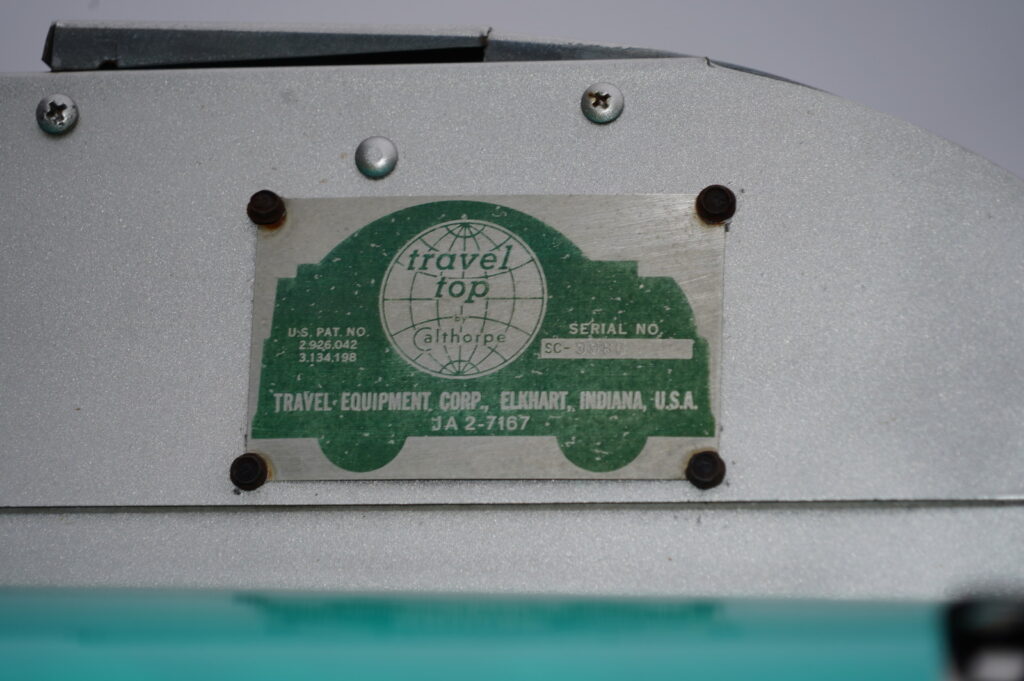 travel
top
by
Calthorpe
U.S. PAT. NO.
2.926.042
3.134.198
SERIAL NO.
SC-
TRAVEL EQUIPMENT CORP., ELKHART, INDIANA, U.S.A.
JA 2-7167